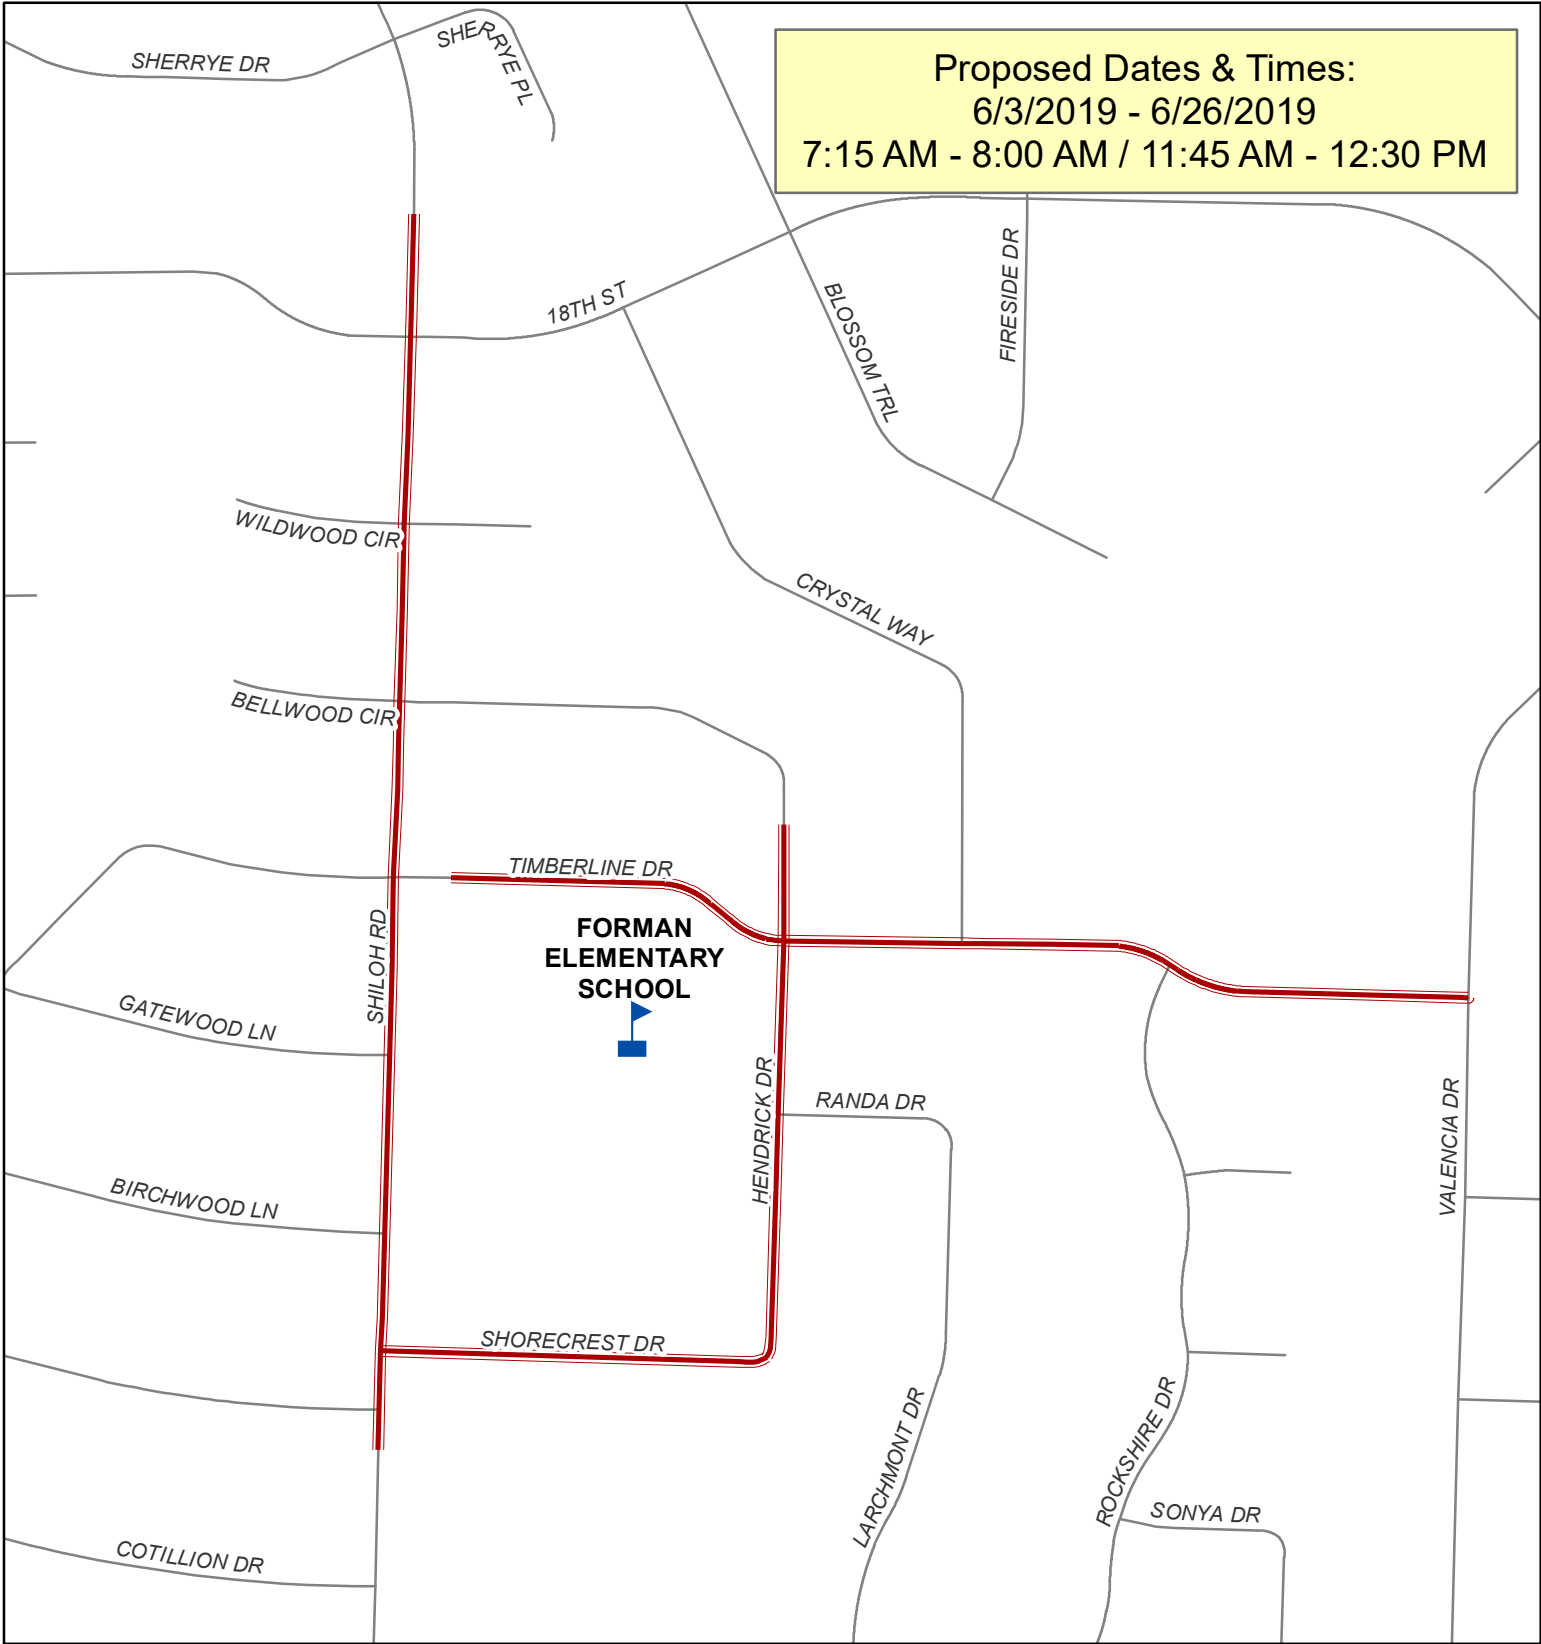 SHERRYE DR
SHERRYE PL
Proposed Dates & Times:
6/3/2019 - 6/26/2019
7:15 AM - 8:00 AM / 11:45 AM - 12:30 PM
18TH ST
BLOSSOM TRL
FIRESIDE DR
WILDWOOD CIR
CRYSTAL WAY
BELLWOOD CIR
TIMBERLINE DR
FORMAN
ELEMENTARY
SCHOOL
SHILOH RD
GATEWOOD LN
HENDRICK DR
RANDA DR
VALENCIA DR
BIRCHWOOD LN
SHORECREST DR
LARCHMONT DR
ROCKSHIRE DR
SONYA DR
COTILLION DR